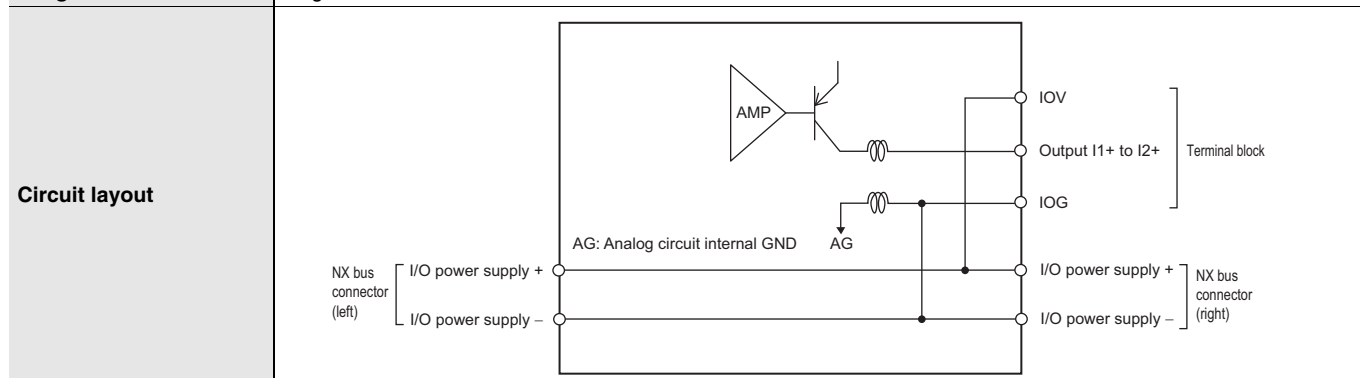 Circuit layout
AMP
IOV
Output I1+ to I2+
Terminal block
IOG
AG: Analog circuit internal GND
AG
NX bus
connector
(left)
I/O power supply +
I/O power supply –
I/O power supply +
I/O power supply –
NX bus
connector
(right)